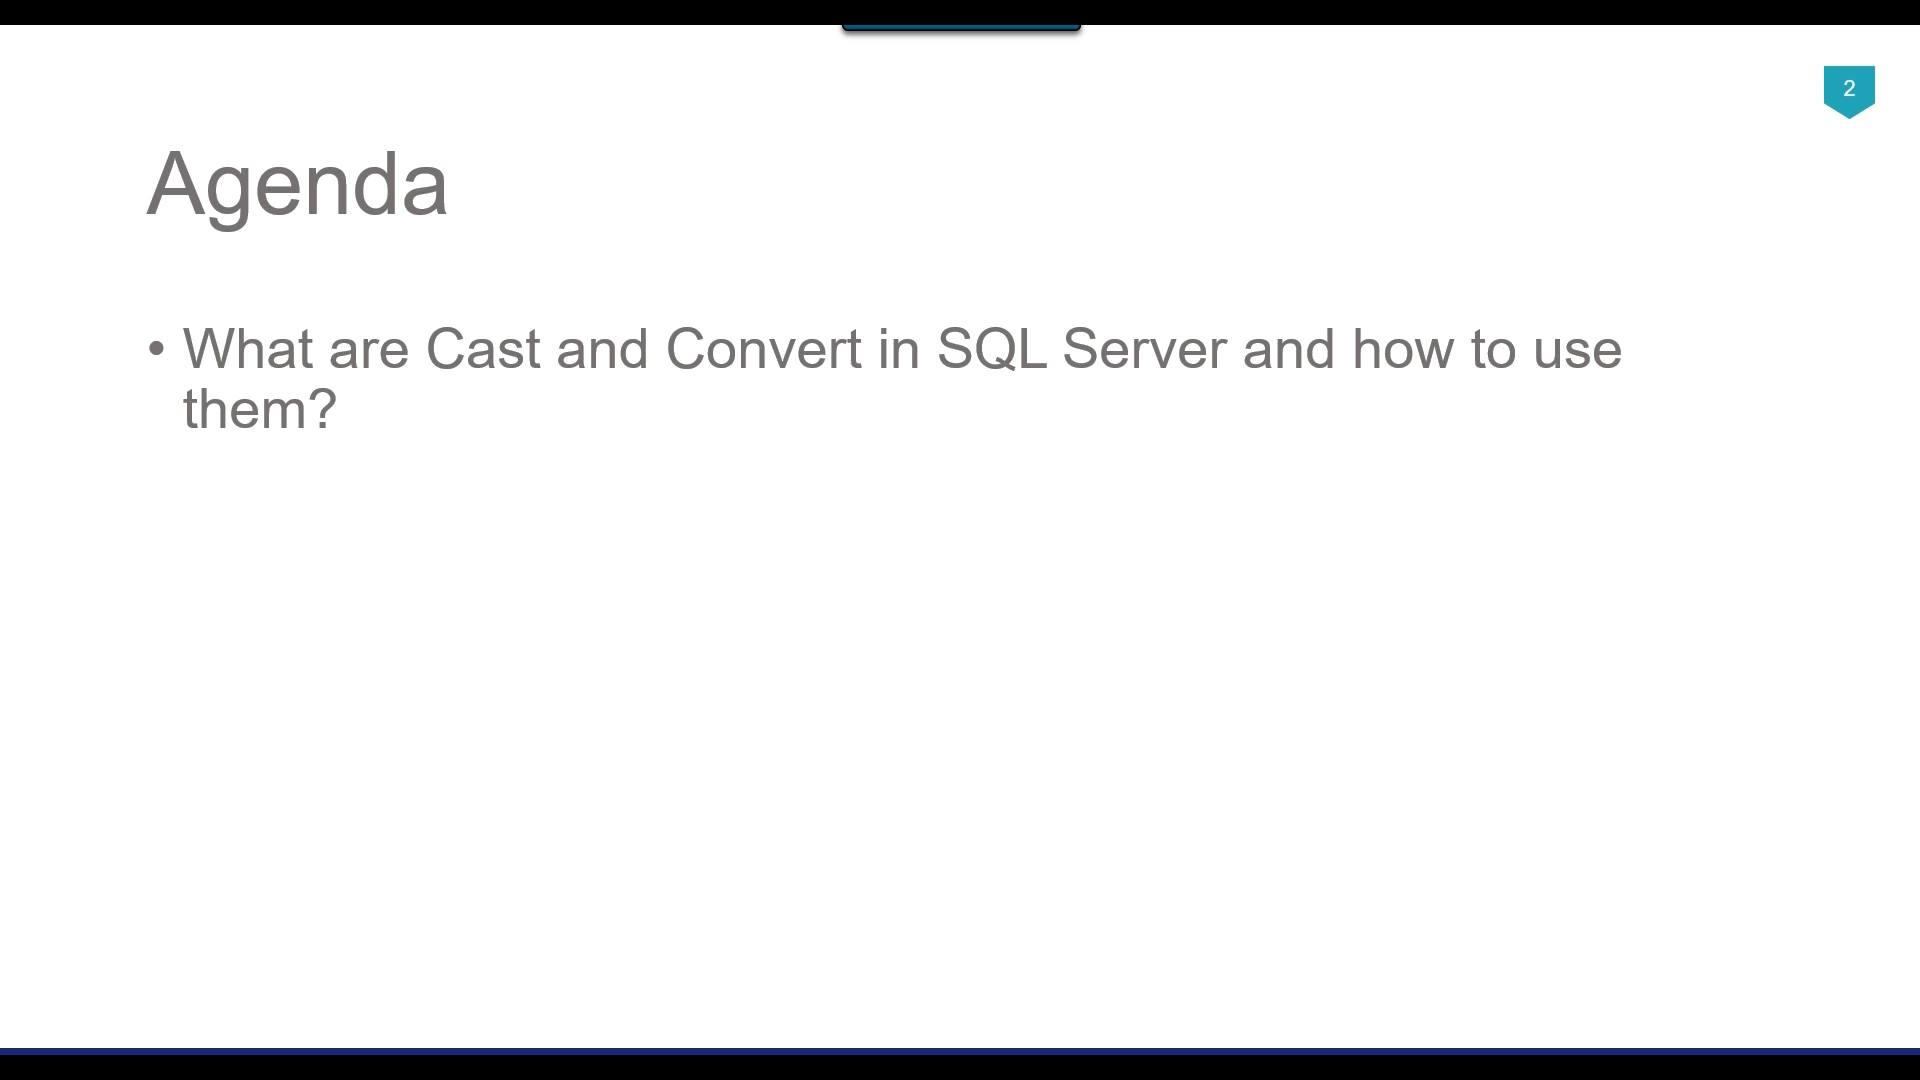 2
Agenda
• What are Cast and Convert in SQL Server and how to use
them?